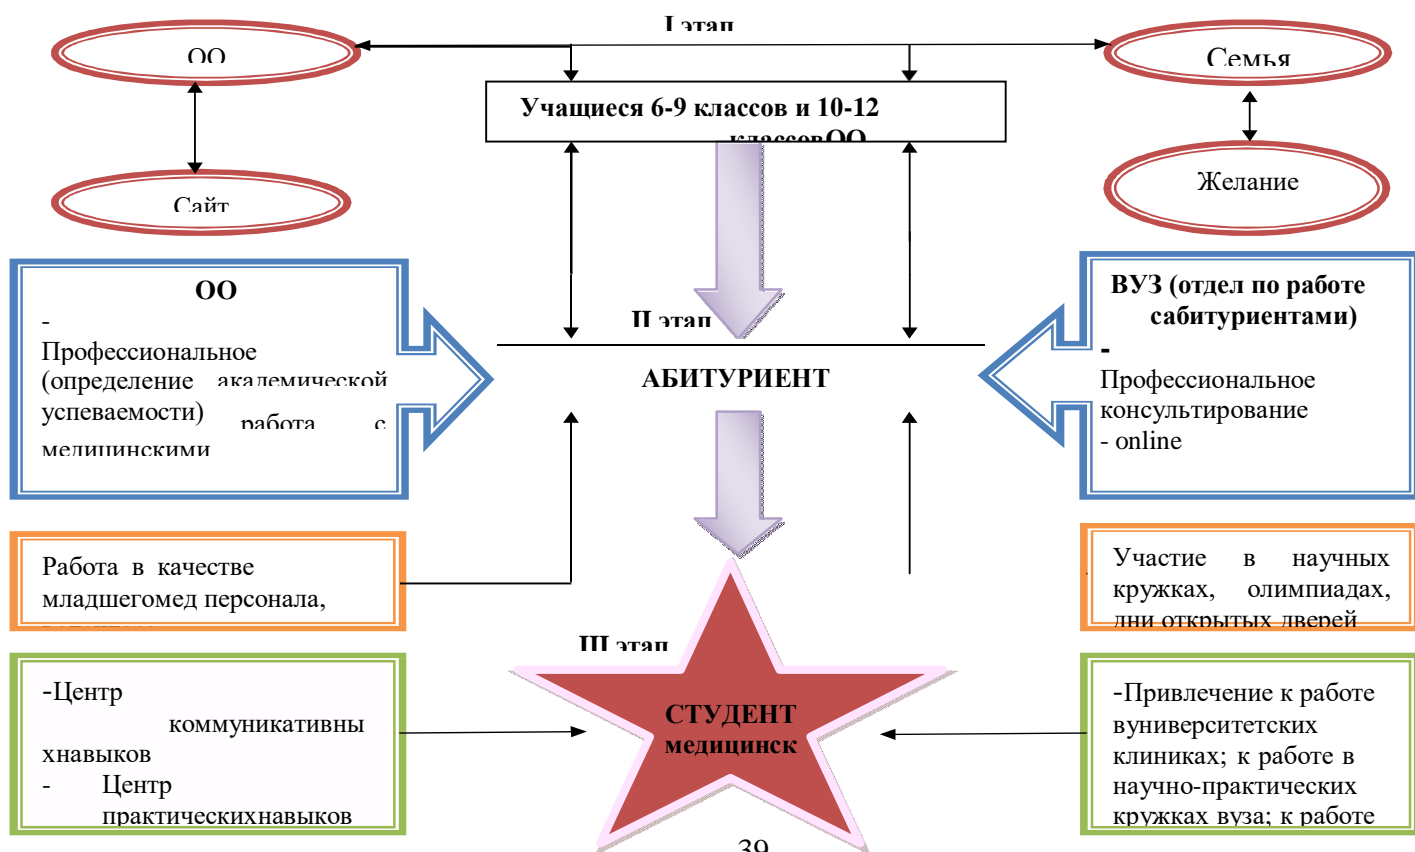 I этап
ОО
Семья
Учащиеся 6-9 классов и 10-12
классовОО
Сайт
Желание
ОО
-
Профессиональное
(определение академической
успеваемости)
работа с
медицинскими
II этап
АБИТУРИЕНТ
ВУЗ (отдел по работе
сабитуриентами)
-
Профессиональное
консультирование
- online
Работа в качестве
младшегомед персонала,
Участие в научных
кружках, олимпиадах,
дни открытых дверей
III этап
СТУДЕНТ
медицинск
-Центр
коммуникативны
хнавыков
- Центр
практическихнавыков
-Привлечение к работе
вуниверситетских
клиниках; к работе в
научно-практических
кружках вуза; к работе
39